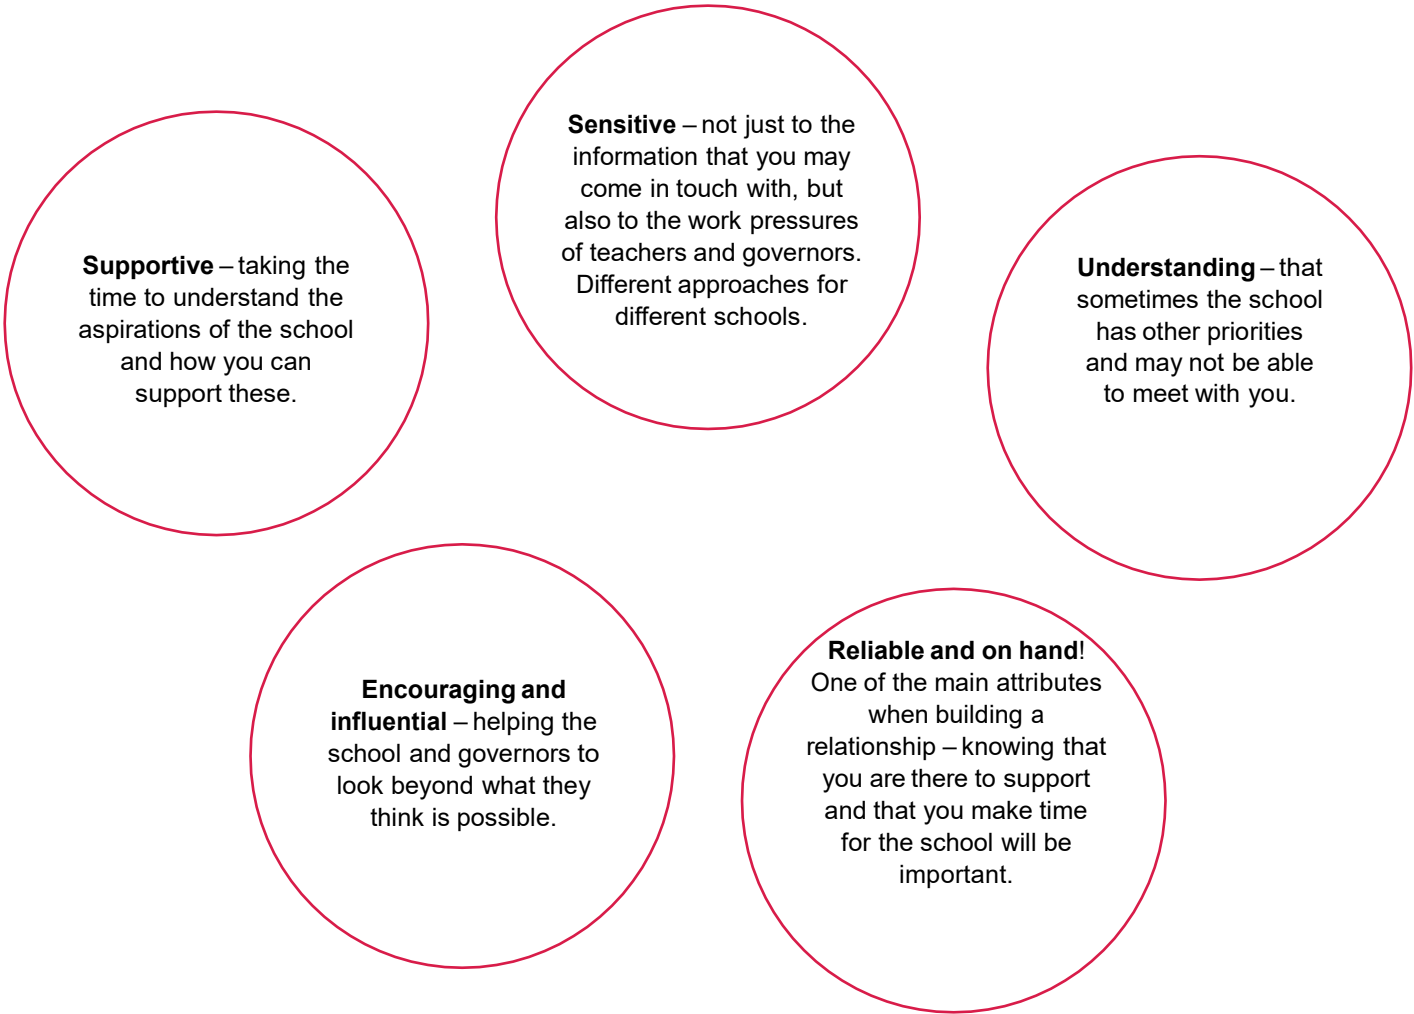 Supportive – taking the
time to understand the
aspirations of the school
and how you can
support these.
Sensitive – not just to the
information that you may
come in touch with, but
also to the work pressures
of teachers and governors.
Different approaches for
different schools.
Understanding – that
sometimes the school
has other priorities
and may not be able
to meet with you.
Encouraging and
influential – helping the
school and governors to
look beyond what they
think is possible.
Reliable and on hand!
One of the main attributes
when building a
relationship – knowing that
you are there to support
and that you make time
for the school will be
important.